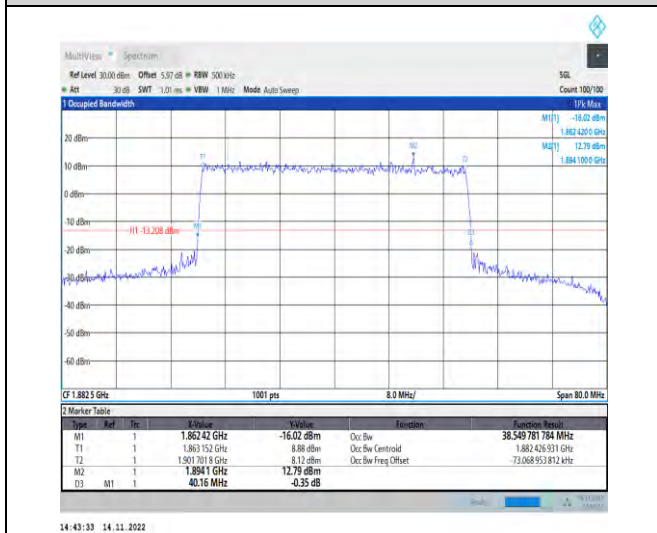 MultiView Spectrum
Ref Level 30.00 dBm Offset 5.97 dB RBW 500 kHz SGL
Att 30 dB SWT 1.01 ms VBW 1 MHz Mode Auto Sweep Count 100/100
1 Occupied Bandwidth 1Pk Max
M1[1] -16.02 dBm
1.862 420 0 GHz
M2[1] 12.79 dBm
1.894 100 0 GHz
20 dBm
10 dBm
0 dBm
-10 dBm
-20 dBm
-30 dBm
-40 dBm
-50 dBm
-60 dBm
T1
M2
T2
H1 -13.208 dBm
M1
D3
CF 1.882 5 GHz 1001 pts 8.0 MHz/ Span 80.0 MHz
2 Marker Table
Type Ref Trc X-Value Y-Value Function Function Result
M1 1 1.862 42 GHz -16.02 dBm Occ Bw 38.549 781 784 MHz
T1 1 1.863 152 GHz 8.88 dBm Occ Bw Centroid 1.882 426 931 GHz
T2 1 1.901 701 8 GHz 8.12 dBm Occ Bw Freq Offset -73.068 953 812 kHz
M2 1 1.894 1 GHz 12.79 dBm
D3 M1 1 40.16 MHz -0.35 dB
14:43:33 14.11.2022